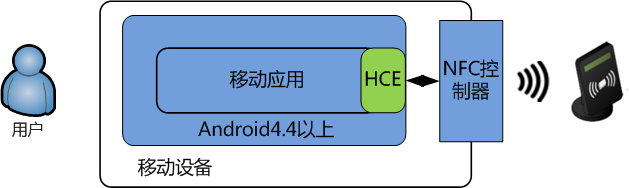 用户
移动应用
HCE
Android4.4以上
移动设备
NFC控
制器